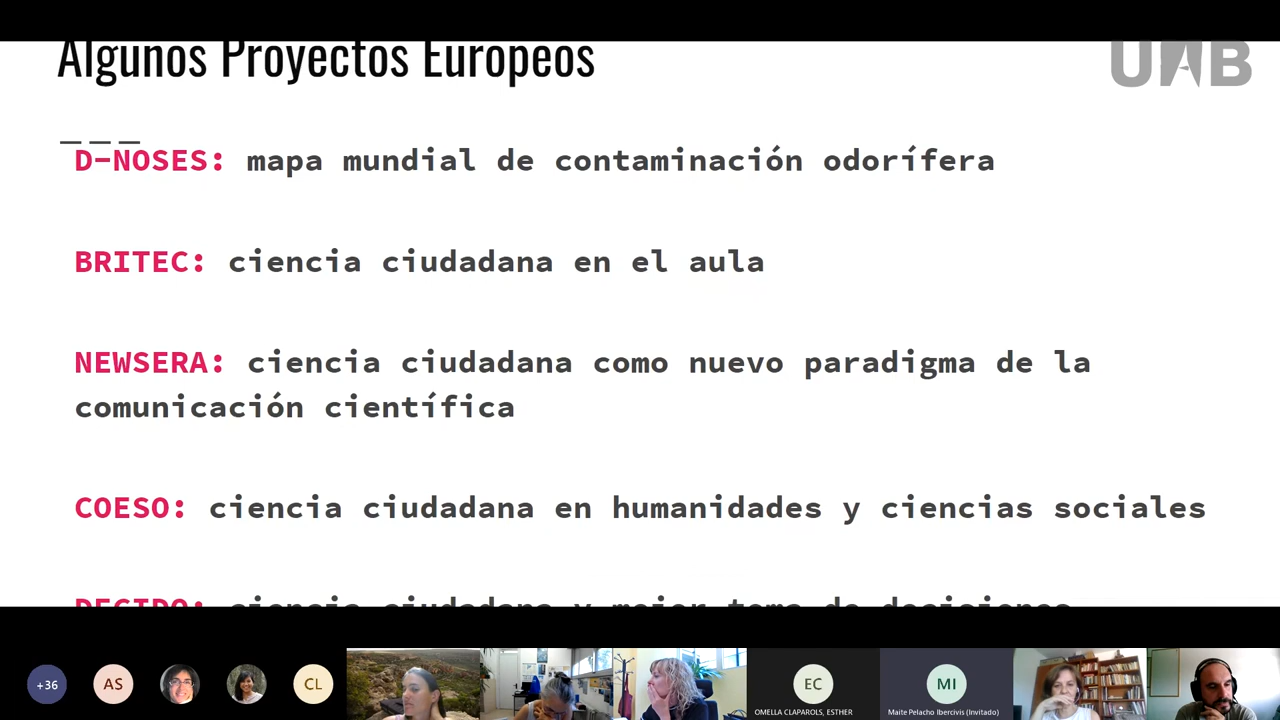 Algunos Proyectos Europeos
UAB
D-NOSES: mapa mundial de contaminación odorífera
BRITEC: ciencia ciudadana en el aula
NEWSERA: ciencia ciudadana como nuevo paradigma de la
comunicación científica
COESO: ciencia ciudadana en humanidades y ciencias sociales
DECIDO: ciencia ciudadana y mejor toma de decisiones
+36
AS
CL
EC
OMELLA CLAPAROLS, ESTHER
MI
Maite Pelacho Ibercivis (Invitado)